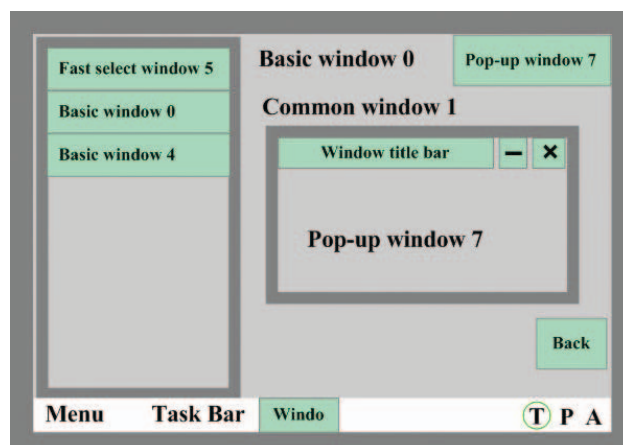 Fast select window 5
Basic window 0
Basic window 4
Basic window 0
Pop-up window 7
Common window 1
Window title bar
Pop-up window 7
Back
Menu
Task Bar
Windo
T P A